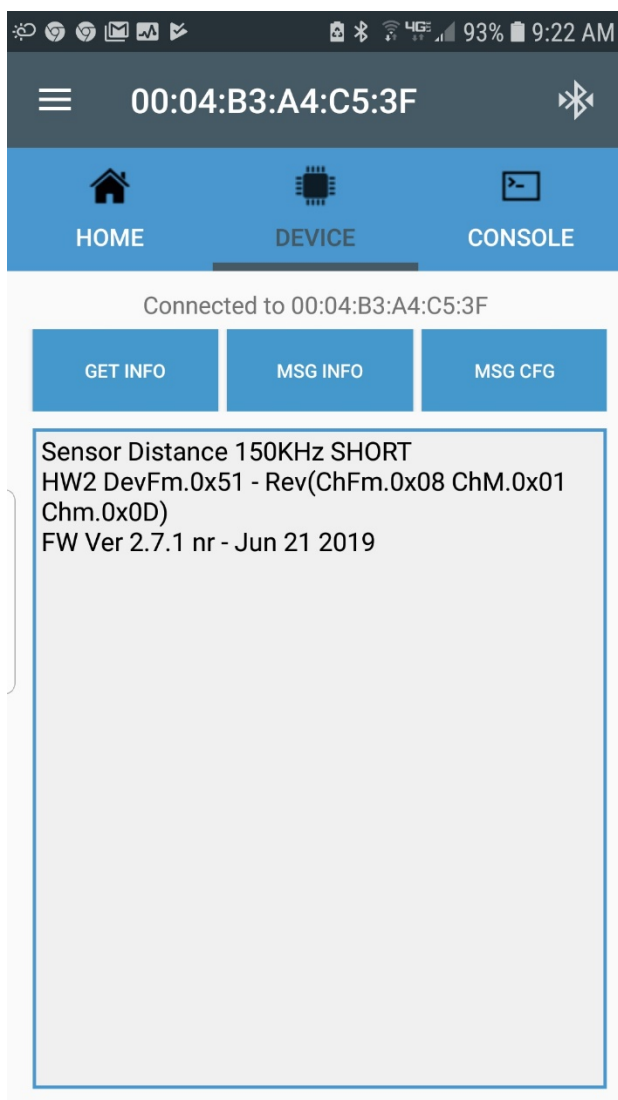 93% 9:22 AM
00:04:B3:A4:C5:3F
HOME DEVICE CONSOLE
Connected to 00:04:B3:A4:C5:3F
GET INFO MSG INFO MSG CFG
Sensor Distance 150KHz SHORT
HW2 DevFm.0x51 - Rev(ChFm.0x08 ChM.0x01
Chm.0x0D)
FW Ver 2.7.1 nr - Jun 21 2019